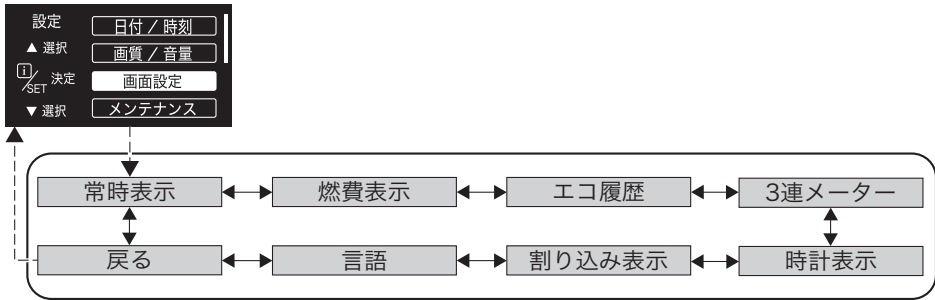 設定
▲ 選択
i/SET 決定
▼ 選択
日付 / 時刻
画質 / 音量
画面設定
メンテナンス
常時表示
燃費表示
エコ履歴
3連メーター
戻る
言語
割り込み表示
時計表示